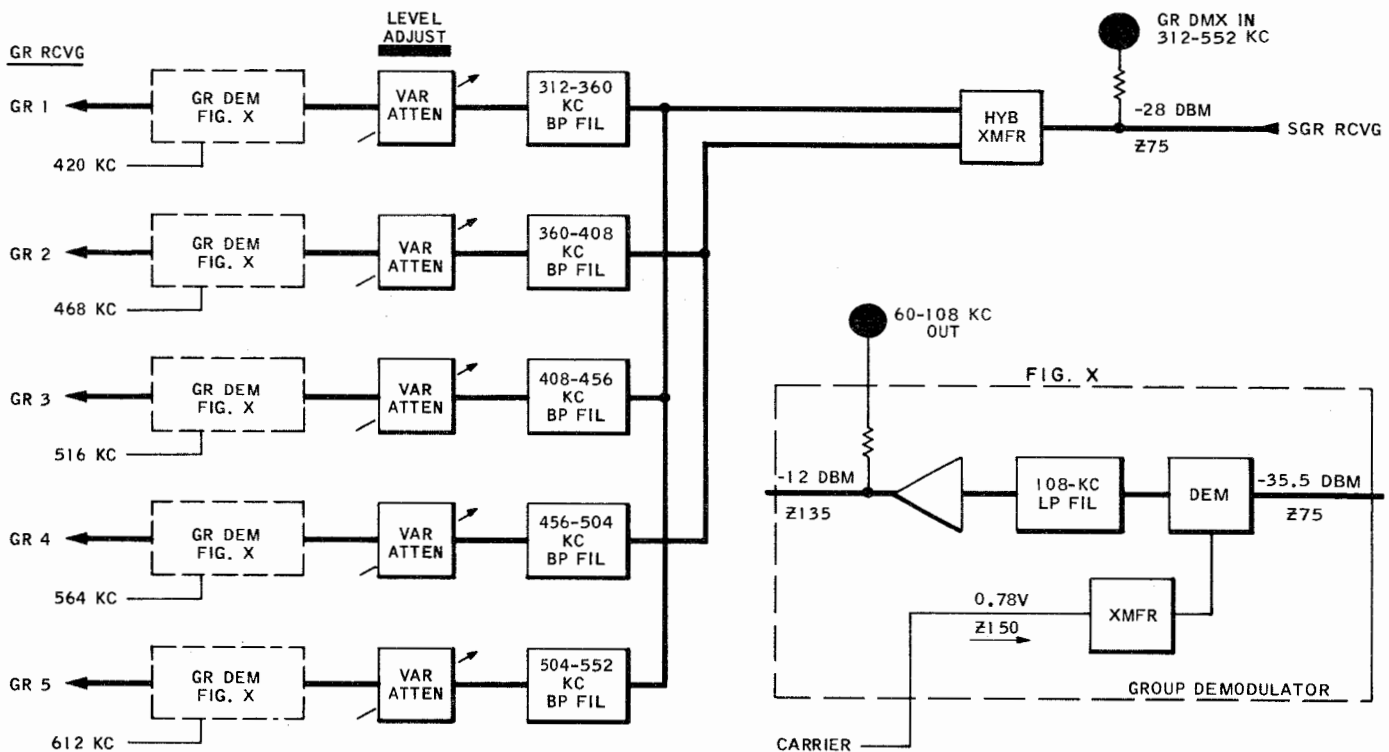 LEVEL
ADJUST
GR RCVG
GR 1
GR DEM
FIG. X
420 KC
VAR
ATTEN
312-360
KC
BP FIL
HYB
XMFR
GR DMX IN
312-552 KC
-28 DBM
Z75
SGR RCVG
GR 2
GR DEM
FIG. X
468 KC
VAR
ATTEN
360-408
KC
BP FIL
GR 3
GR DEM
FIG. X
516 KC
VAR
ATTEN
408-456
KC
BP FIL
GR 4
GR DEM
FIG. X
564 KC
VAR
ATTEN
456-504
KC
BP FIL
GR 5
GR DEM
FIG. X
612 KC
VAR
ATTEN
504-552
KC
BP FIL
60-108 KC
OUT
FIG. X
-12 DBM
Z135
108-KC
LP FIL
DEM
-35.5 DBM
Z75
0.78V
Z150
XMFR
GROUP DEMODULATOR
CARRIER